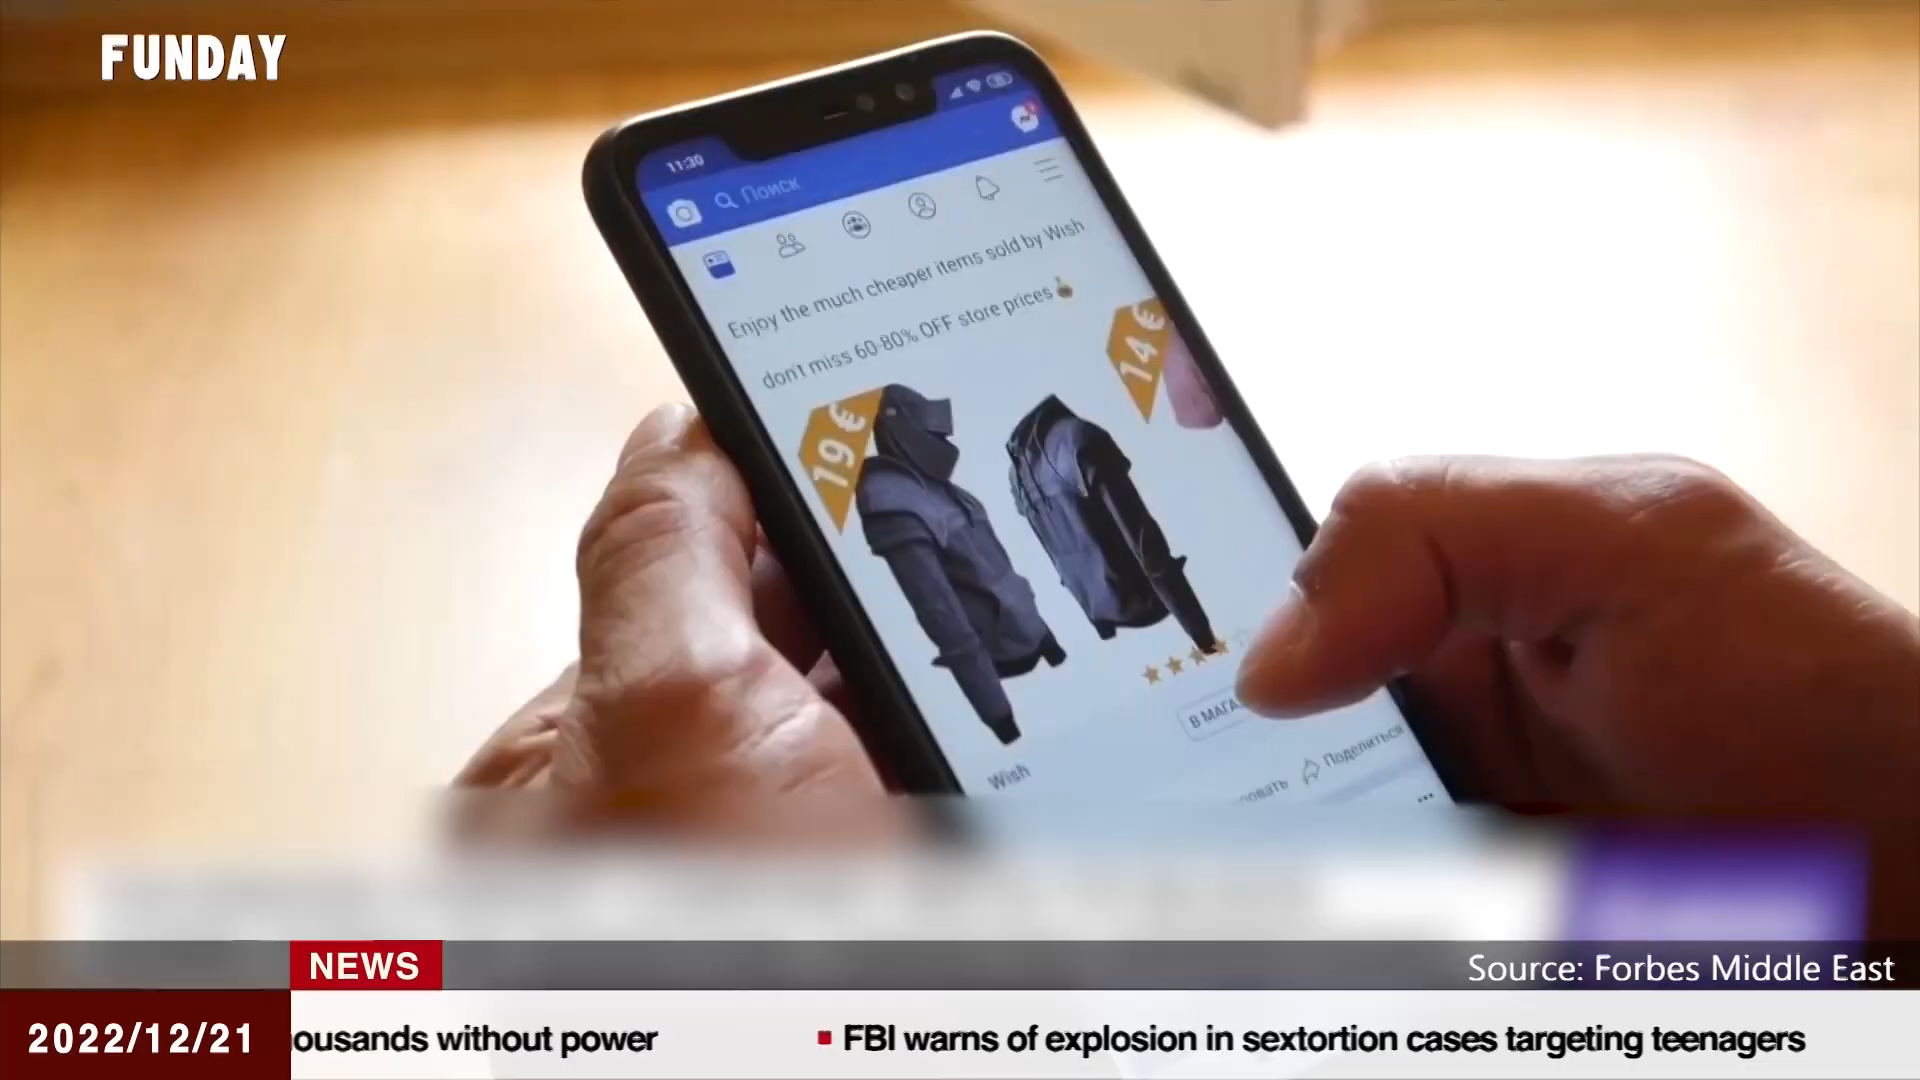 FUNDAY
11:30
Поиск
Enjoy the much cheaper items sold by Wish
don't miss 60-80% OFF store prices
19 €
14 €
Wish
Поделиться
NEWS
Source: Forbes Middle East
2022/12/21
without power
FBI warns of explosion in sextortion cases targeting teenagers